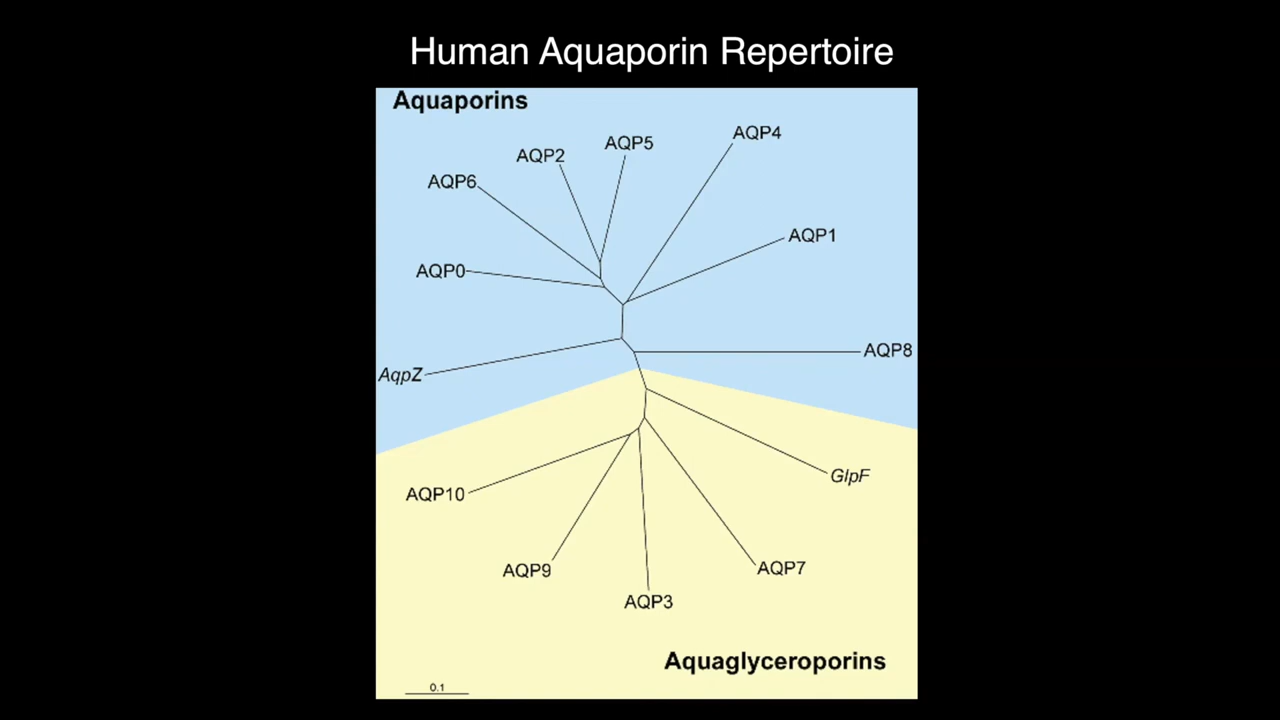 Human Aquaporin Repertoire
Aquaporins
AQP4
AQP5
AQP2
AQP6
AQP1
AQP0
AQP8
AqpZ
GlpF
AQP10
AQP7
AQP9
AQP3
Aquaglyceroporins
0.1